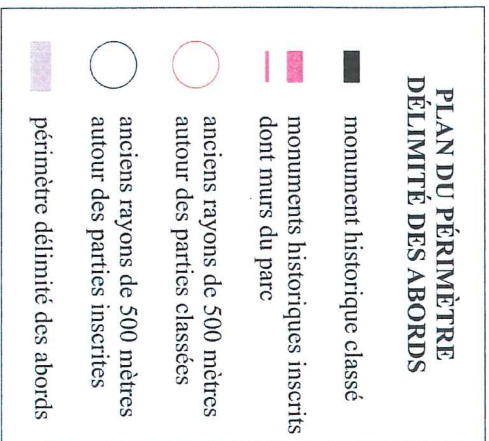 PLAN DU PÉRIMÈTRE
DÉLIMITÉ DES ABORDS
monument historique classé
monuments historiques inscrits
dont murs du parc
anciens rayons de 500 mètres
autour des parties classées
anciens rayons de 500 mètres
autour des parties inscrites
périmètre délimité des abords